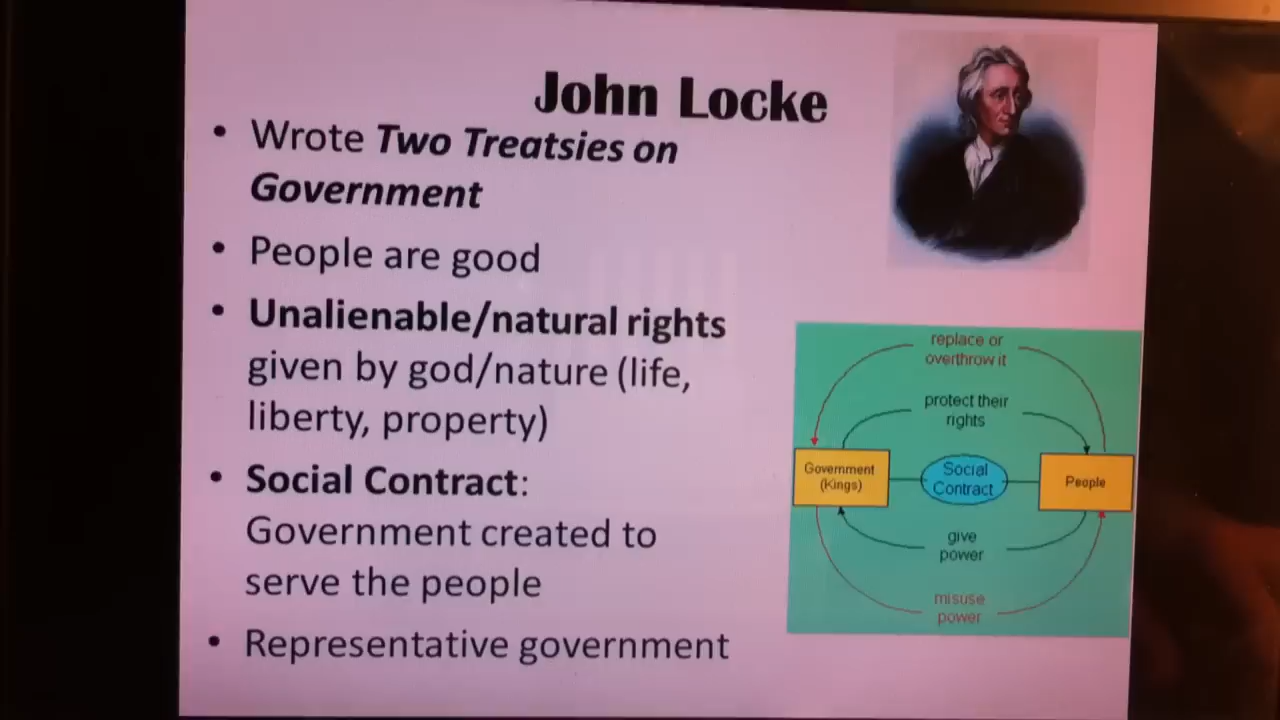 John Locke
• Wrote Two Treatsies on
Government
• People are good
• Unalienable/natural rights
given by god/nature (life,
liberty, property)
• Social Contract:
Government created to
serve the people
• Representative government
replace or
overthrow it
protect their
rights
Government
(Kings)
Social
Contract
People
give
power
misuse
power